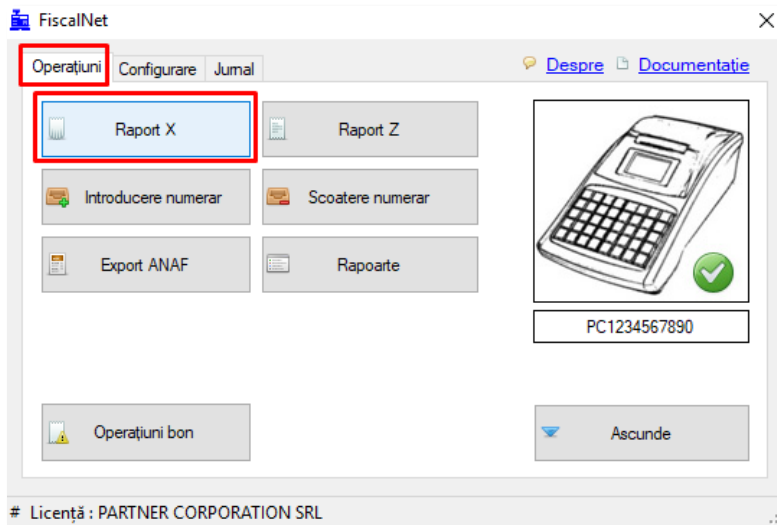 FiscalNet
Operațiuni Configurare Jurnal Despre Documentație
Raport X Raport Z
Introducere numerar Scoatere numerar
Export ANAF Rapoarte
PC1234567890
Operațiuni bon Ascunde
# Licență : PARTNER CORPORATION SRL